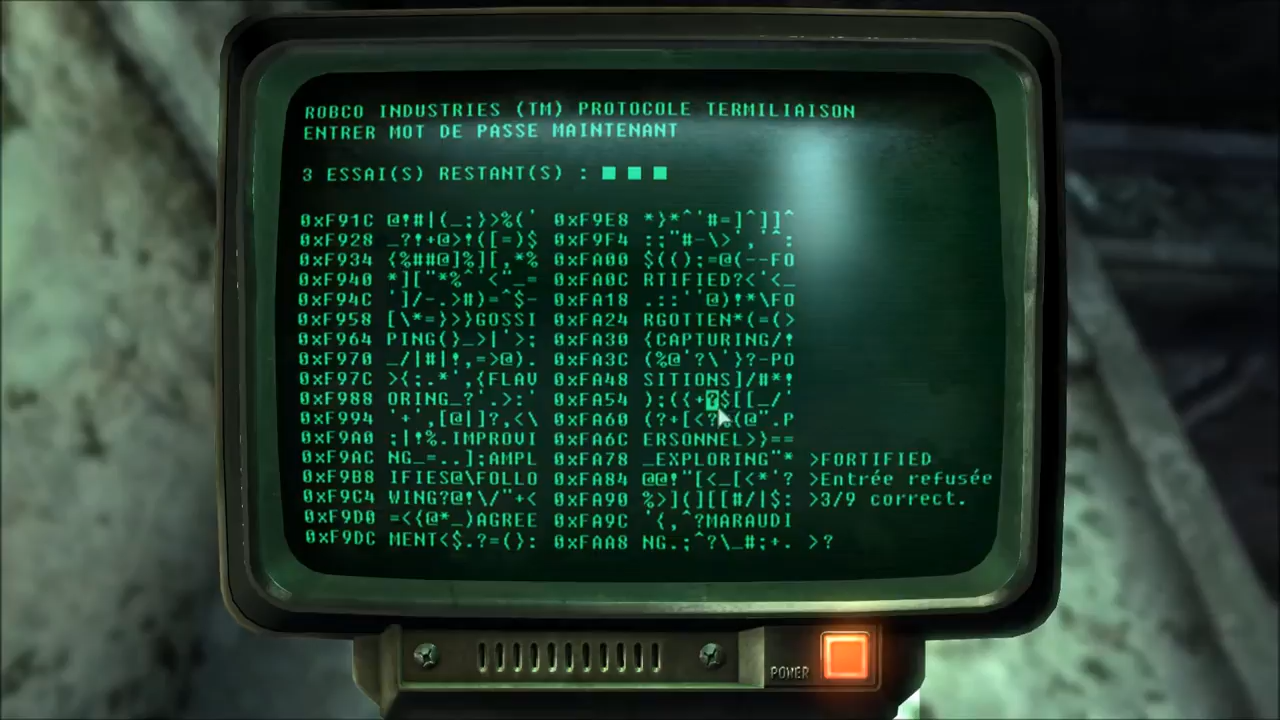 ROBCO INDUSTRIES (TM) PROTOCOLE TERMILIAISON
ENTRER MOT DE PASSE MAINTENANT
3 ESSAI(S) RESTANT(S) : ■ ■ ■
0xF91C @!#|(_;}>%(' 0xF9E8 *}*^'#=]^]]^
0xF928 _?!+@>!([=)$ 0xF9F4 :;"#-\>','^:
0xF934 {%##@]%][,*% 0xFA00 $(();=@(--FO
0xF940 *]["*%^'<"_= 0xFA0C RTIFIED?<'<_
0xF94C ']/-.>#)=^$- 0xFA18 .::''@)!*\FO
0xF958 [\*=}>}GOSSI 0xFA24 RGOTTEN*(=(>
0xF964 PING(}_>|'>; 0xFA30 {CAPTURING/!
0xF970 _/|#|!,=>@). 0xFA3C (%@'?\'}?-PO
0xF97C >{;.*',{FLAV 0xFA48 SITIONS]/#*!
0xF988 ORING_?'.>:' 0xFA54 );({+?$[[_/'
0xF994 '+',[@|]?,<\ 0xFA60 (?+[<?%(@".P
0xF9A0 ;|!%.IMPROVI 0xFA6C ERSONNEL>}==
0xF9AC NG_=..];AMPL 0xFA78 _EXPLORING"* >FORTIFIED
0xF9B8 IFIES@\FOLLO 0xFA84 @@!"[<_[<*'? >Entrée refusée
0xF9C4 WING?@!\/"+< 0xFA90 %>](][[#/|$: >3/9 correct.
0xF9D0 =<{@*_)AGREE 0xFA9C '{,^?MARAUDI
0xF9DC MENT<$.?=(}: 0xFAA8 NG.;^?\_#;+. >?
POWER